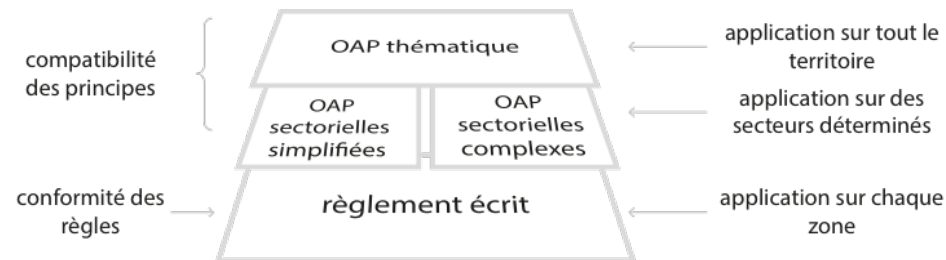 compatibilité
des principes
OAP thématique
application sur tout le
territoire
OAP
sectorielles
simplifiées
OAP
sectorielles
complexes
application sur des
secteurs déterminés
conformité des
règles
règlement écrit
application sur chaque
zone